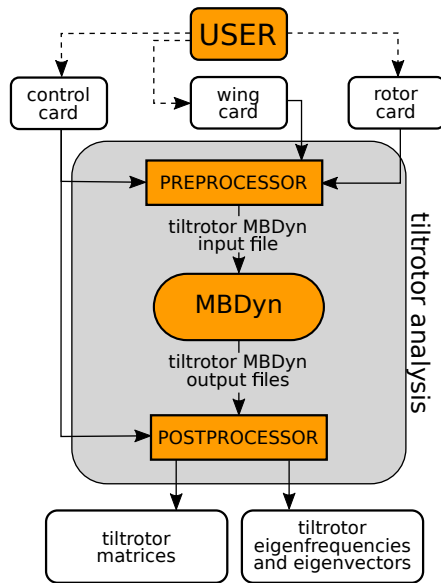 USER
control
card
wing
card
rotor
card
PREPROCESSOR
tiltrotor MBDyn
input file
MBDyn
tiltrotor MBDyn
output files
POSTPROCESSOR
tiltrotor analysis
tiltrotor
matrices
tiltrotor
eigenfrequencies
and eigenvectors